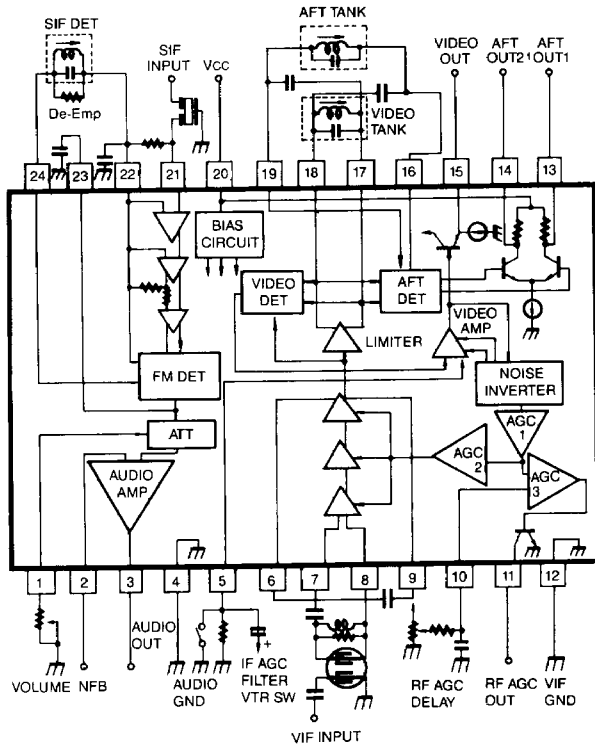 SIF DET
De-Emp
SIF INPUT
VCC
AFT TANK
VIDEO TANK
VIDEO OUT
AFT OUT2
AFT OUT1
24
23
22
21
20
19
18
17
16
15
14
13
BIAS CIRCUIT
VIDEO DET
AFT DET
LIMITER
VIDEO AMP
FM DET
NOISE INVERTER
ATT
AGC 1
AUDIO AMP
AGC 2
AGC 3
1
2
3
4
5
6
7
8
9
10
11
12
VOLUME
NFB
AUDIO OUT
AUDIO GND
+
IF AGC FILTER VTR SW
VIF INPUT
RF AGC DELAY
RF AGC OUT
VIF GND